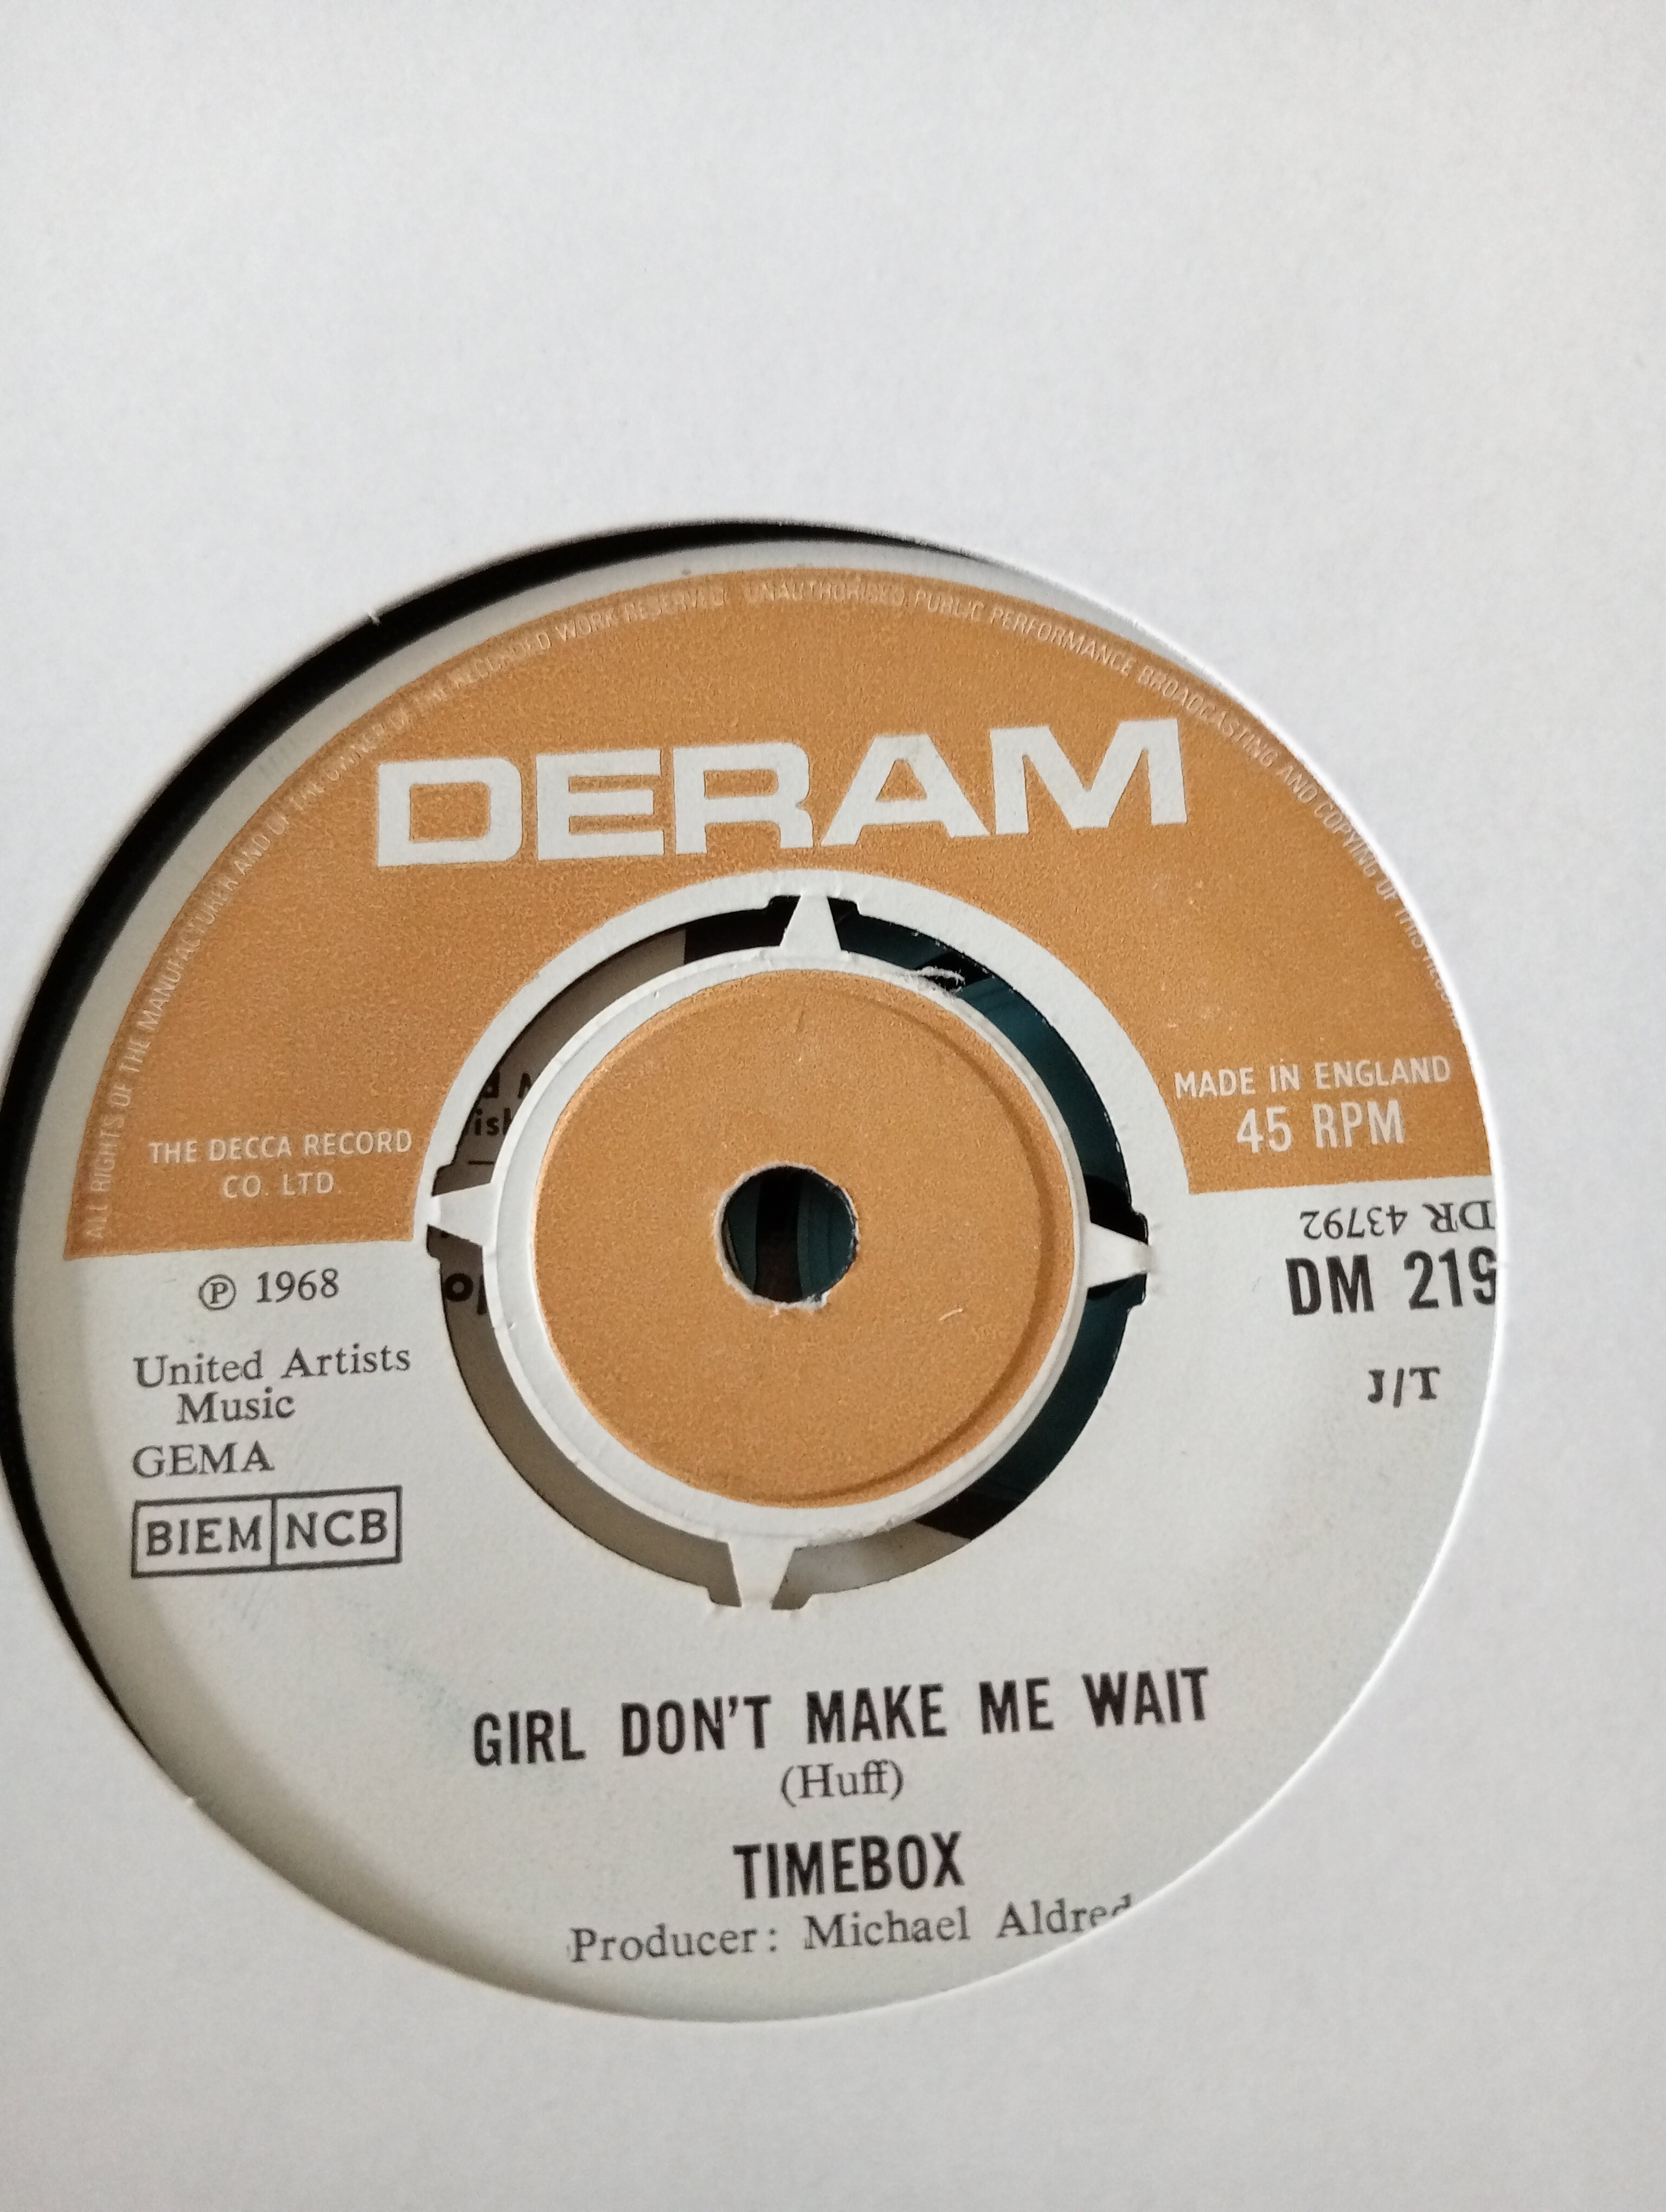 ALL RIGHTS OF THE MANUFACTURER AND OF THE OWNER OF THE RECORDED WORK RESERVED UNAUTHORISED PUBLIC PERFORMANCE BROADCASTING AND COPYING OF THIS
DERAM
THE DECCA RECORD
CO. LTD.
MADE IN ENGLAND
45 RPM
DR 43792
DM 219
J/T
℗ 1968
United Artists
Music
GEMA
BIEM NCB
GIRL DON'T MAKE ME WAIT
(Huff)
TIMEBOX
Producer: Michael Aldred